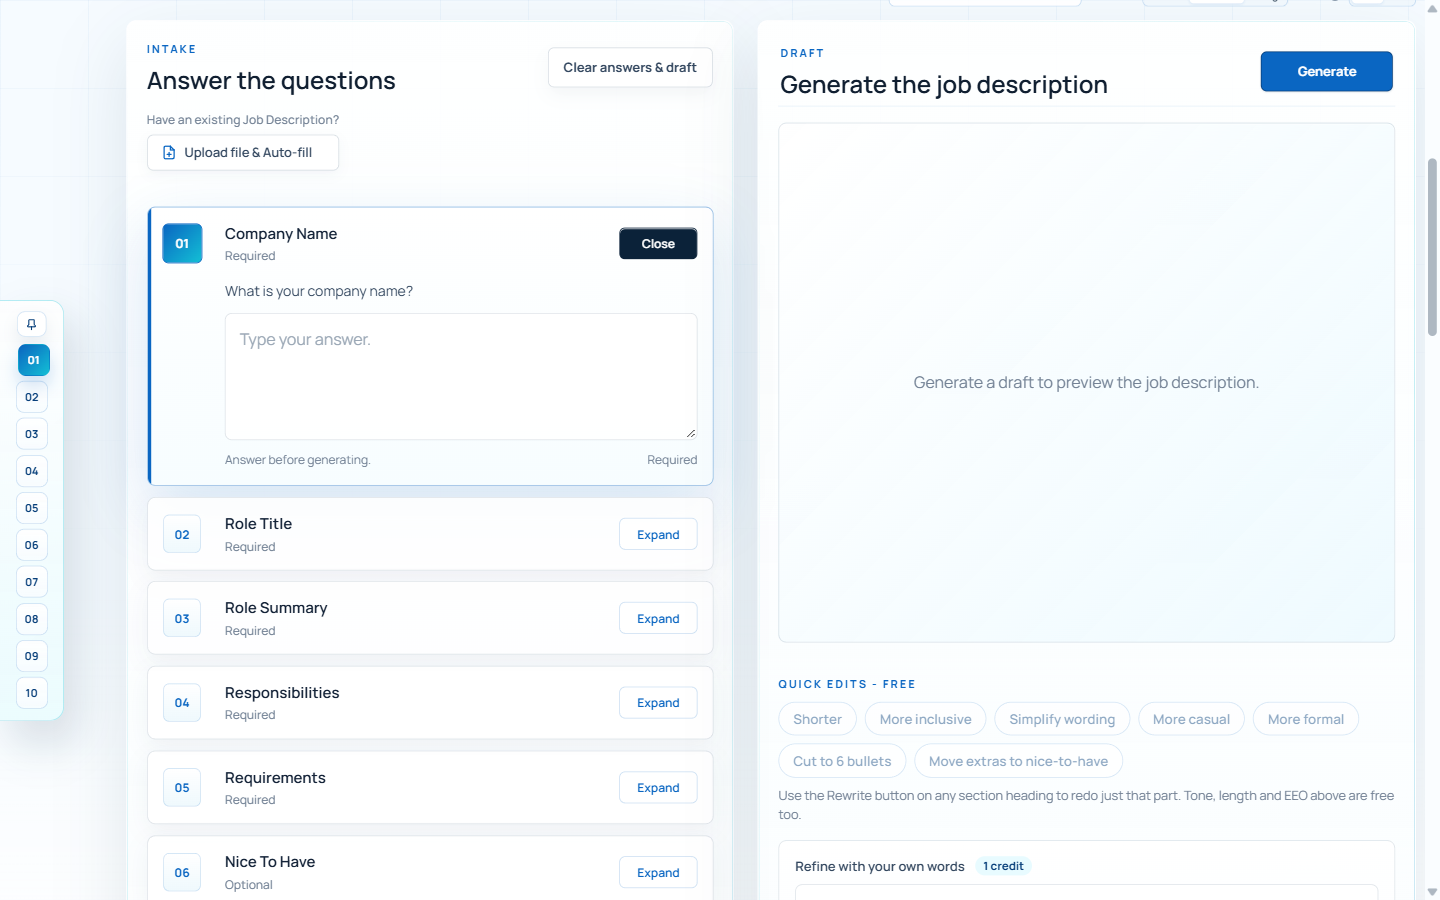 INTAKE
Answer the questions
Clear answers & draft
Have an existing Job Description?
Upload file & Auto-fill
01
Company Name
Required
Close
What is your company name?
Type your answer.
Answer before generating.
Required
02
Role Title
Required
Expand
03
Role Summary
Required
Expand
04
Responsibilities
Required
Expand
05
Requirements
Required
Expand
06
Nice To Have
Optional
Expand
01
02
03
04
05
06
07
08
09
10
DRAFT
Generate the job description
Generate
Generate a draft to preview the job description.
QUICK EDITS - FREE
Shorter
More inclusive
Simplify wording
More casual
More formal
Cut to 6 bullets
Move extras to nice-to-have
Use the Rewrite button on any section heading to redo just that part. Tone, length and EEO above are free
too.
Refine with your own words
1 credit